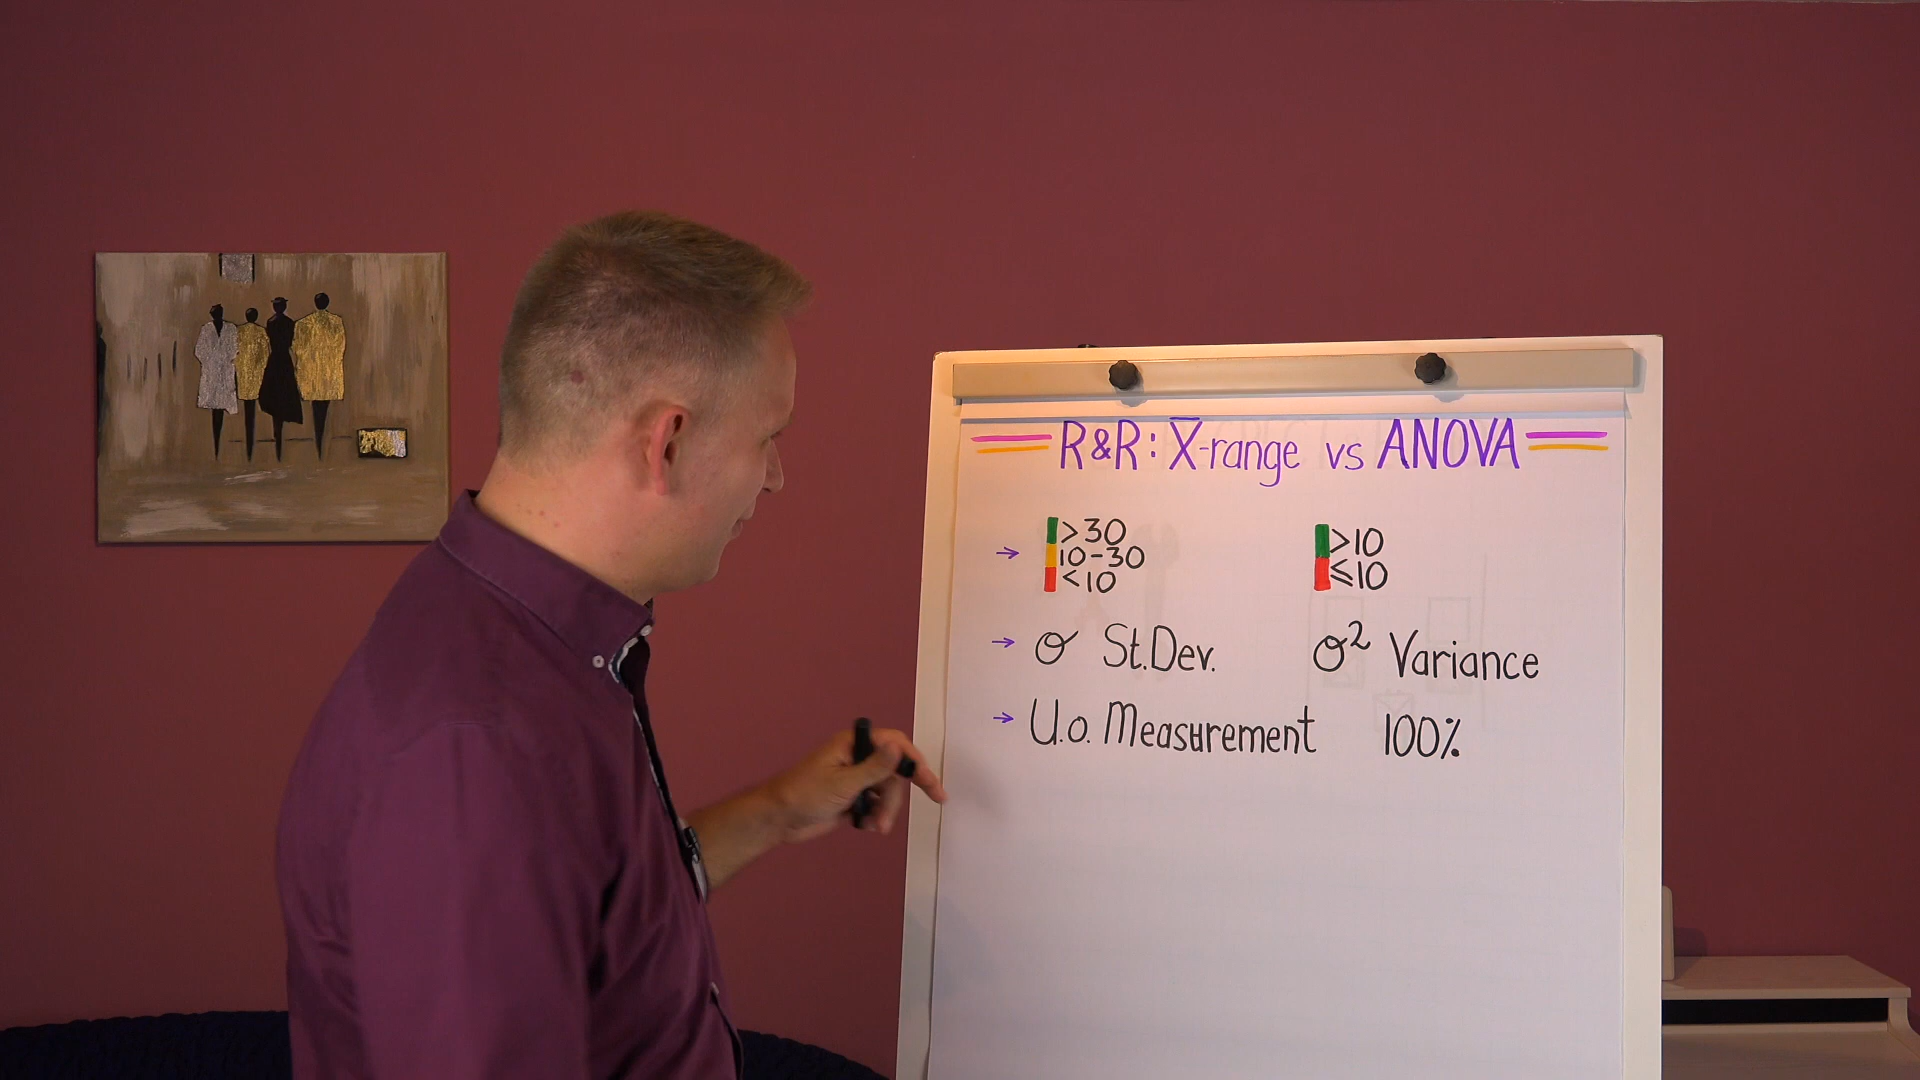 R&R: X̄-range vs ANOVA
→ >30 >10
10-30 ≤10
<10
→ σ St.Dev. σ² Variance
→ U.o. Measurement 100%